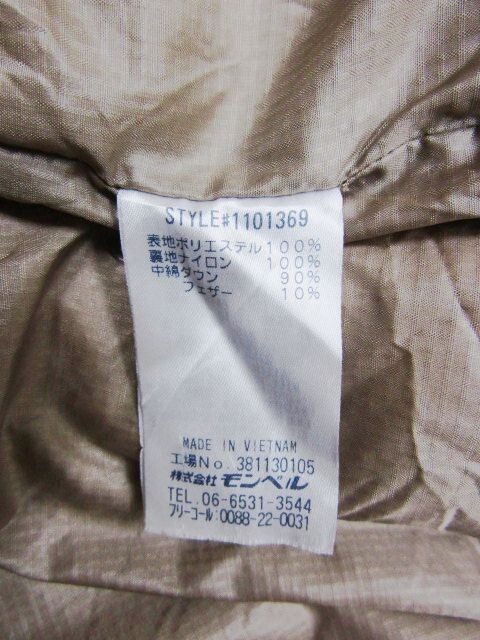 STYLE#1101369
表地ポリエステル100%
裏地ナイロン 100%
中綿ダウン 90%
フェザー 10%
MADE IN VIETNAM
工場No.381130105
株式会社モンベル
TEL.06-6531-3544
フリーコール:0088-22-0031